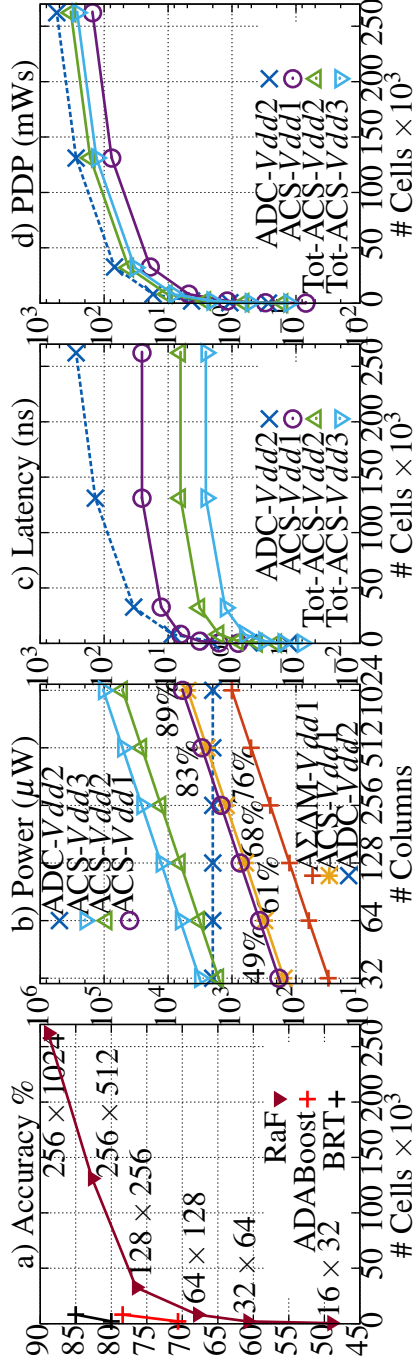 a) Accuracy %
90
85
80
75
70
65
60
55
50
45
256 × 1024
256 × 512
128 × 256
64 × 128
32 × 64
16 × 32
RaF
ADABoost
BRT
0 50 100 150 200 250
# Cells ×10³
b) Power (µW)
10⁶
10⁵
10⁴
10³
10²
10¹
ADC-Vdd2
ACS-Vdd3
ACS-Vdd2
ACS-Vdd1
49%
61%
68%
76%
83%
89%
AΣAM-Vdd1
ACS-Vdd1
ADC-Vdd2
32 64 128 256 512 1024
# Columns
c) Latency (ns)
10³
10²
10¹
10⁰
10⁻¹
10⁻²
ADC-Vdd2
ACS-Vdd1
Tot-ACS-Vdd2
Tot-ACS-Vdd3
0 50 100 150 200 250
# Cells ×10³
d) PDP (mWs)
10³
10²
10¹
10⁰
10⁻¹
10⁻²
ADC-Vdd2
ACS-Vdd1
Tot-ACS-Vdd2
Tot-ACS-Vdd3
0 50 100 150 200 250
# Cells ×10³